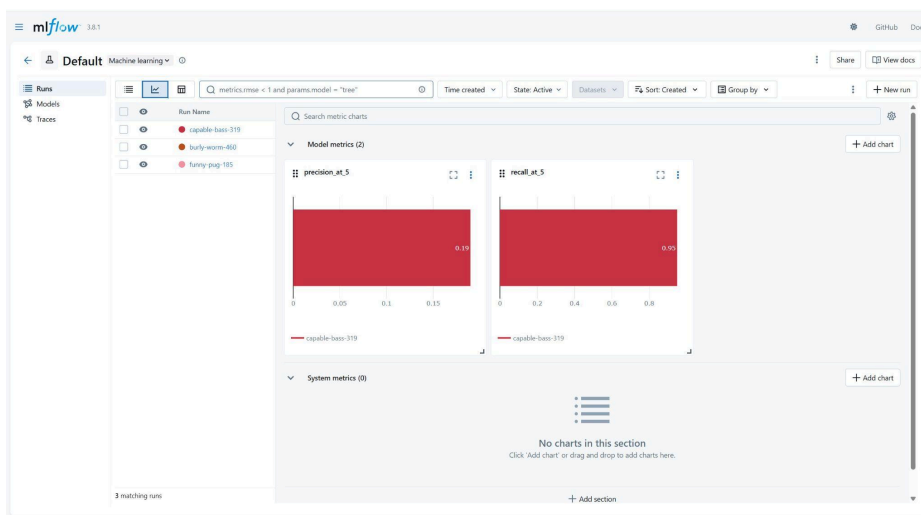 mlflow 3.8.1
GitHub Doc
Default Machine learning
Share View docs
Runs
Models
Traces
metrics.rmse < 1 and params.model = "tree"
Time created
State: Active
Datasets
Sort: Created
Group by
+ New run
Run Name
capable-bass-319
burly-worm-460
funny-pug-185
3 matching runs
Search metric charts
Model metrics (2)
+ Add chart
precision_at_5
0.19
0 0.05 0.1 0.15
capable-bass-319
recall_at_5
0.95
0 0.2 0.4 0.6 0.8
capable-bass-319
System metrics (0)
+ Add chart
No charts in this section
Click 'Add chart' or drag and drop to add charts here.
+ Add section